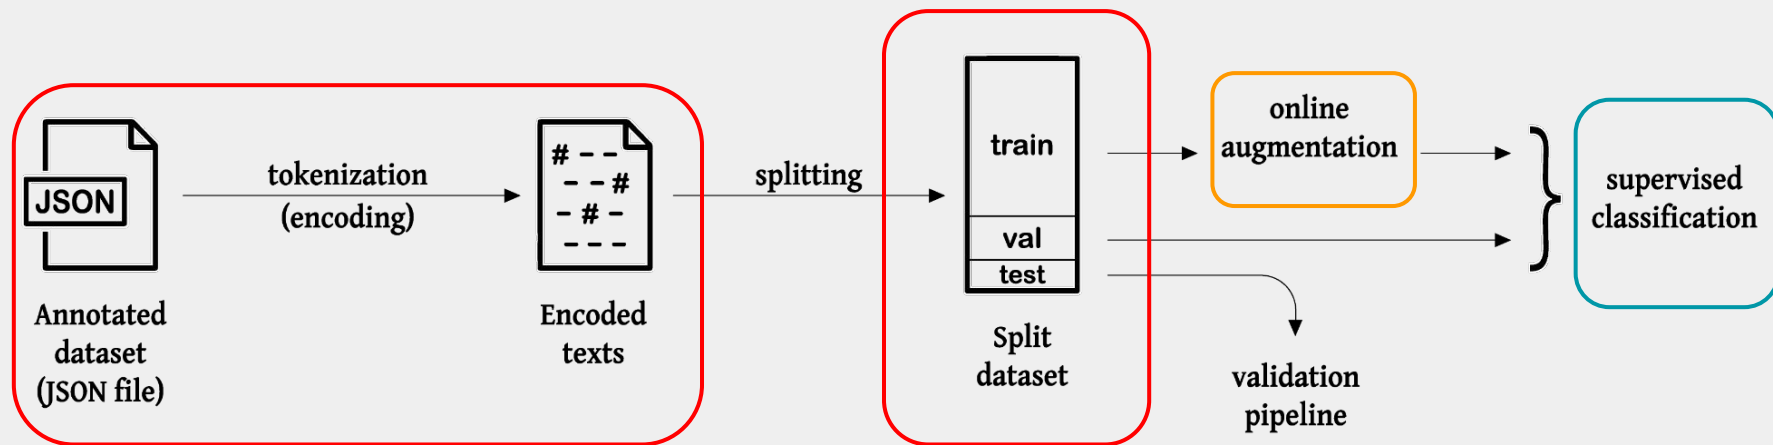 JSON
Annotated
dataset
(JSON file)
tokenization
(encoding)
# - -
- - #
- # -
- - -
Encoded
texts
splitting
train
val
test
Split
dataset
online
augmentation
validation
pipeline
}
supervised
classification